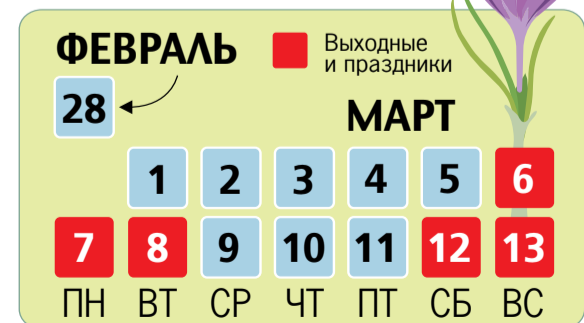 ФЕВРАЛЬ
Выходные
и праздники
28
МАРТ
1 2 3 4 5 6
7 8 9 10 11 12 13
ПН ВТ СР ЧТ ПТ СБ ВС